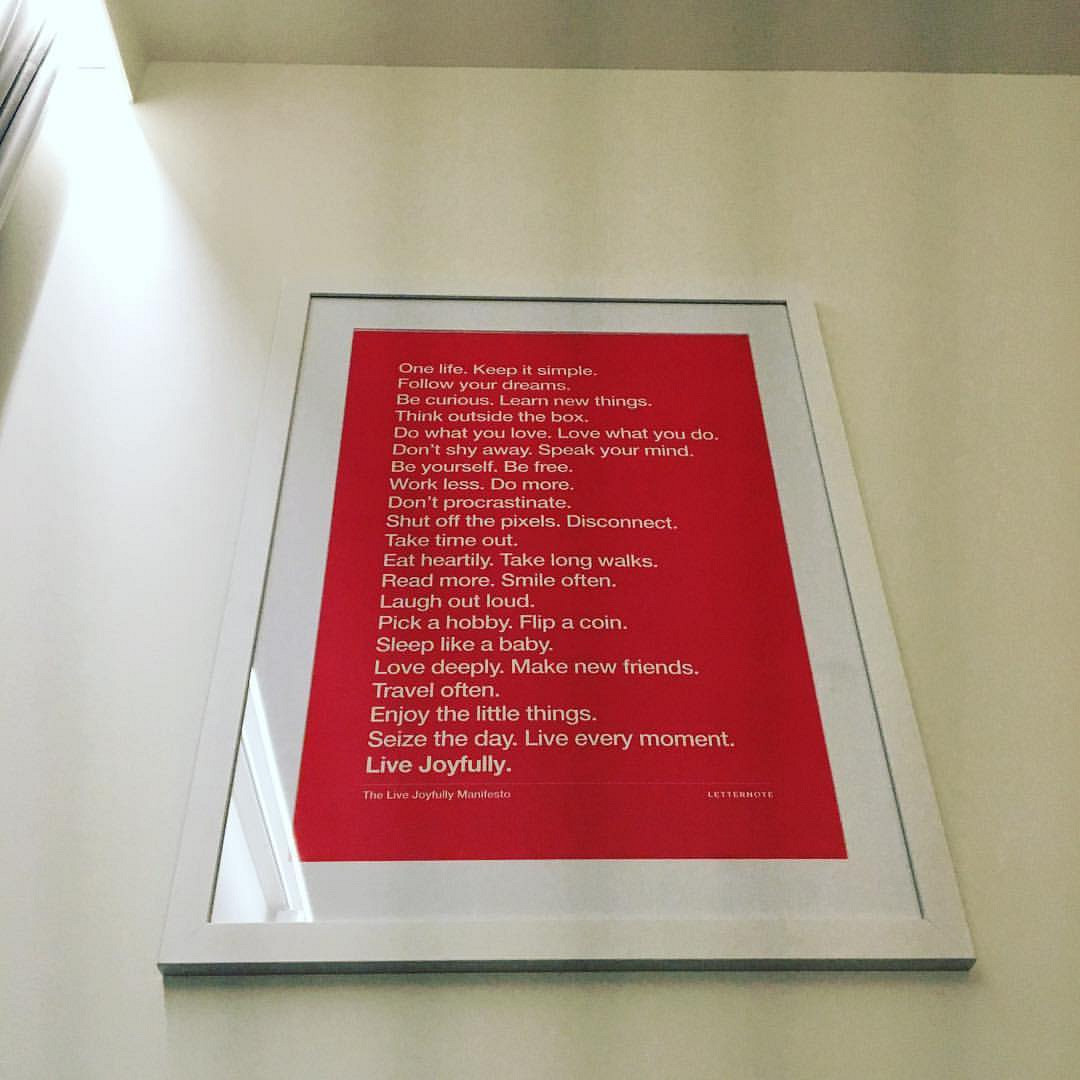 One life. Keep it simple.
Follow your dreams.
Be curious. Learn new things.
Think outside the box.
Do what you love. Love what you do.
Don't shy away. Speak your mind.
Be yourself. Be free.
Work less. Do more.
Don't procrastinate.
Shut off the pixels. Disconnect.
Take time out.
Eat heartily. Take long walks.
Read more. Smile often.
Laugh out loud.
Pick a hobby. Flip a coin.
Sleep like a baby.
Love deeply. Make new friends.
Travel often.
Enjoy the little things.
Seize the day. Live every moment.
Live Joyfully.
The Live Joyfully Manifesto LETTERNOTE